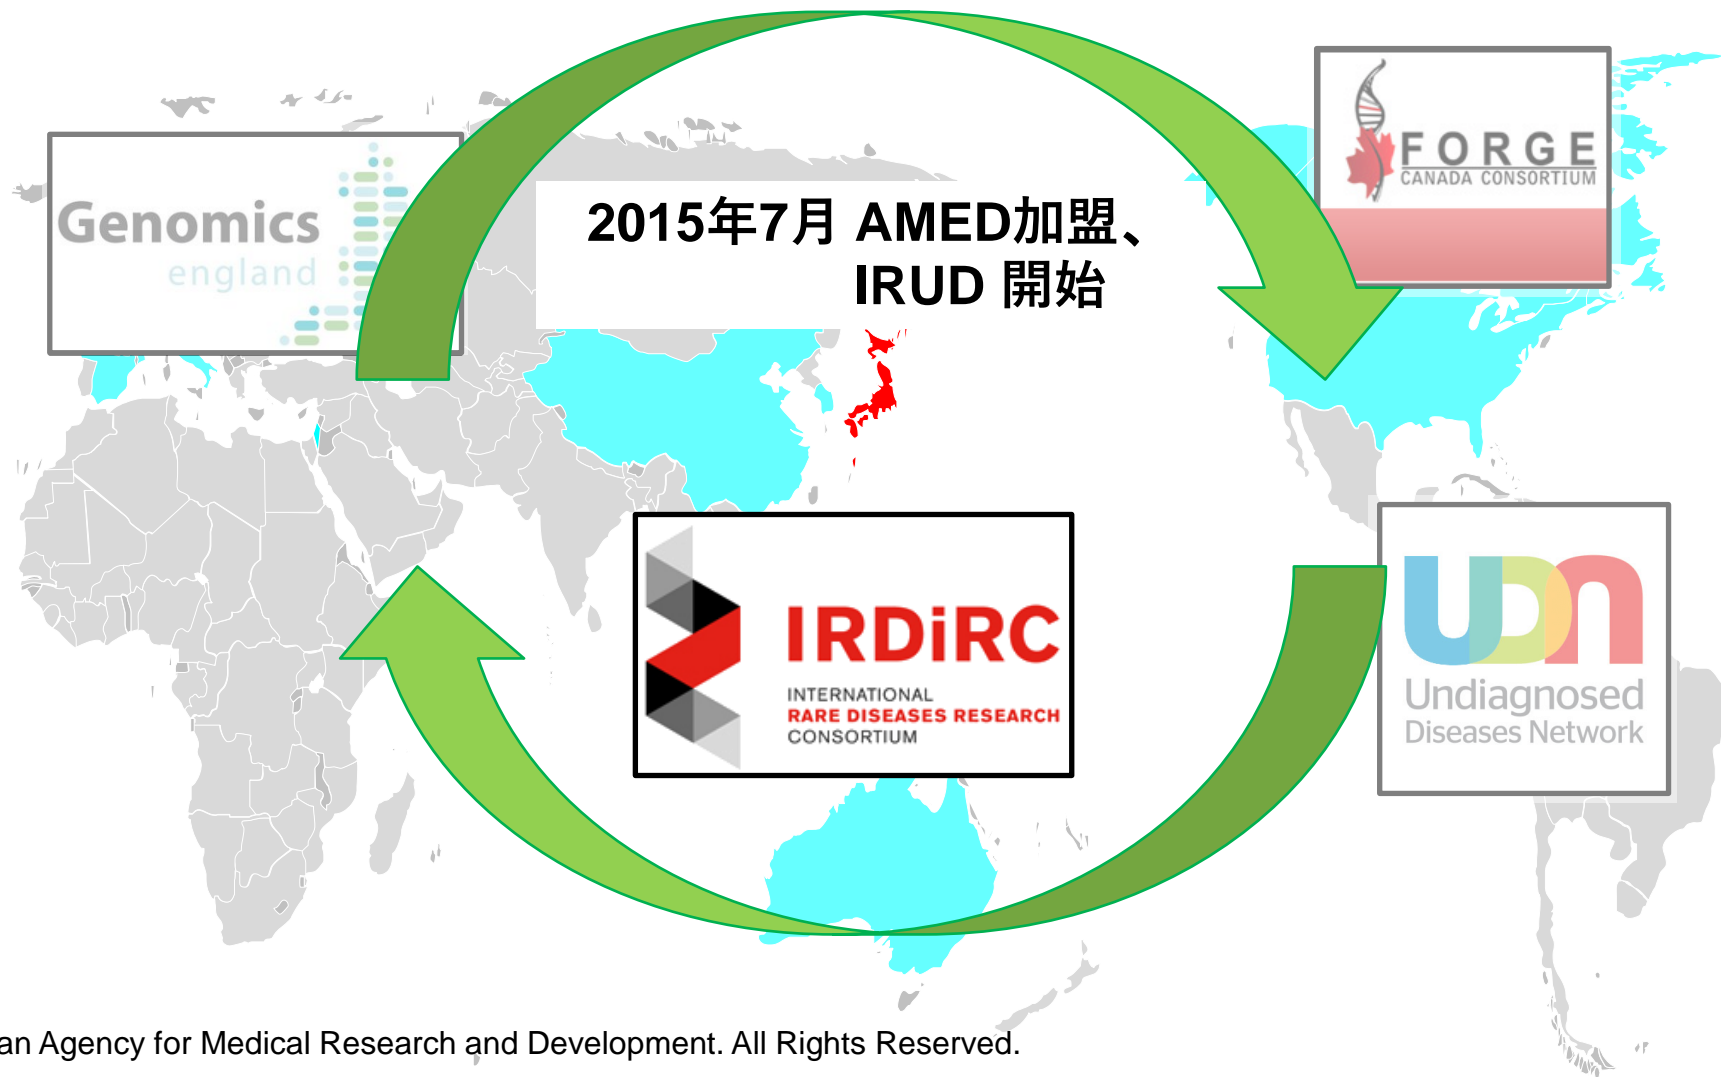 Genomics
england
2015年7月 AMED加盟、
IRUD 開始
FORGE
CANADA CONSORTIUM
IRDiRC
INTERNATIONAL
RARE DISEASES RESEARCH
CONSORTIUM
UDN
Undiagnosed
Diseases Network
an Agency for Medical Research and Development. All Rights Reserved.